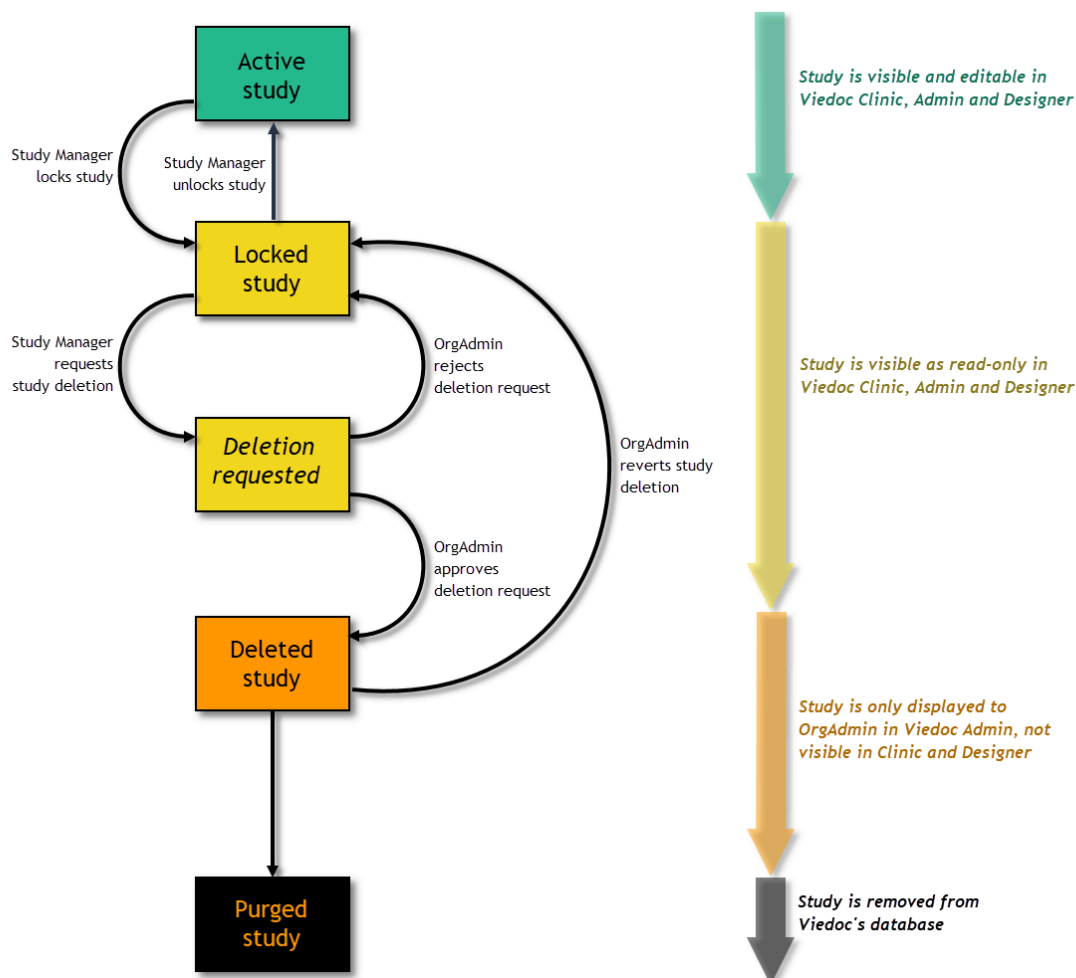 Active
study
Study is visible and editable in
Viedoc Clinic, Admin and Designer
Study Manager
locks study
Study Manager
unlocks study
Locked
study
Study Manager
requests
study deletion
OrgAdmin
rejects
deletion request
Study is visible as read-only in
Viedoc Clinic, Admin and Designer
Deletion
requested
OrgAdmin
reverts study
deletion
OrgAdmin
approves
deletion request
Deleted
study
Study is only displayed to
OrgAdmin in Viedoc Admin, not
visible in Clinic and Designer
Purged
study
Study is removed from
Viedoc's database